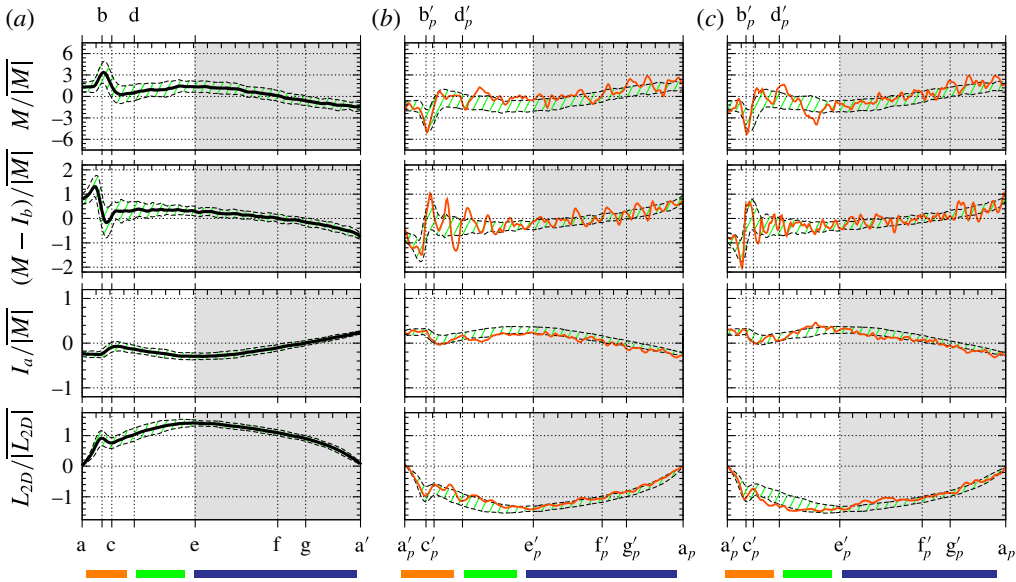 (a) b d (b) b′p d′p (c) b′p d′p
M/|M|
6
3
0
−3
−6
(M − Ib)/|M|
2
1
0
−1
−2
Ia/|M|
1
0
−1
L2D/|L2D|
1
0
−1
a c e f g a′ a′p c′p e′p f′p g′p ap a′p c′p e′p f′p g′p ap